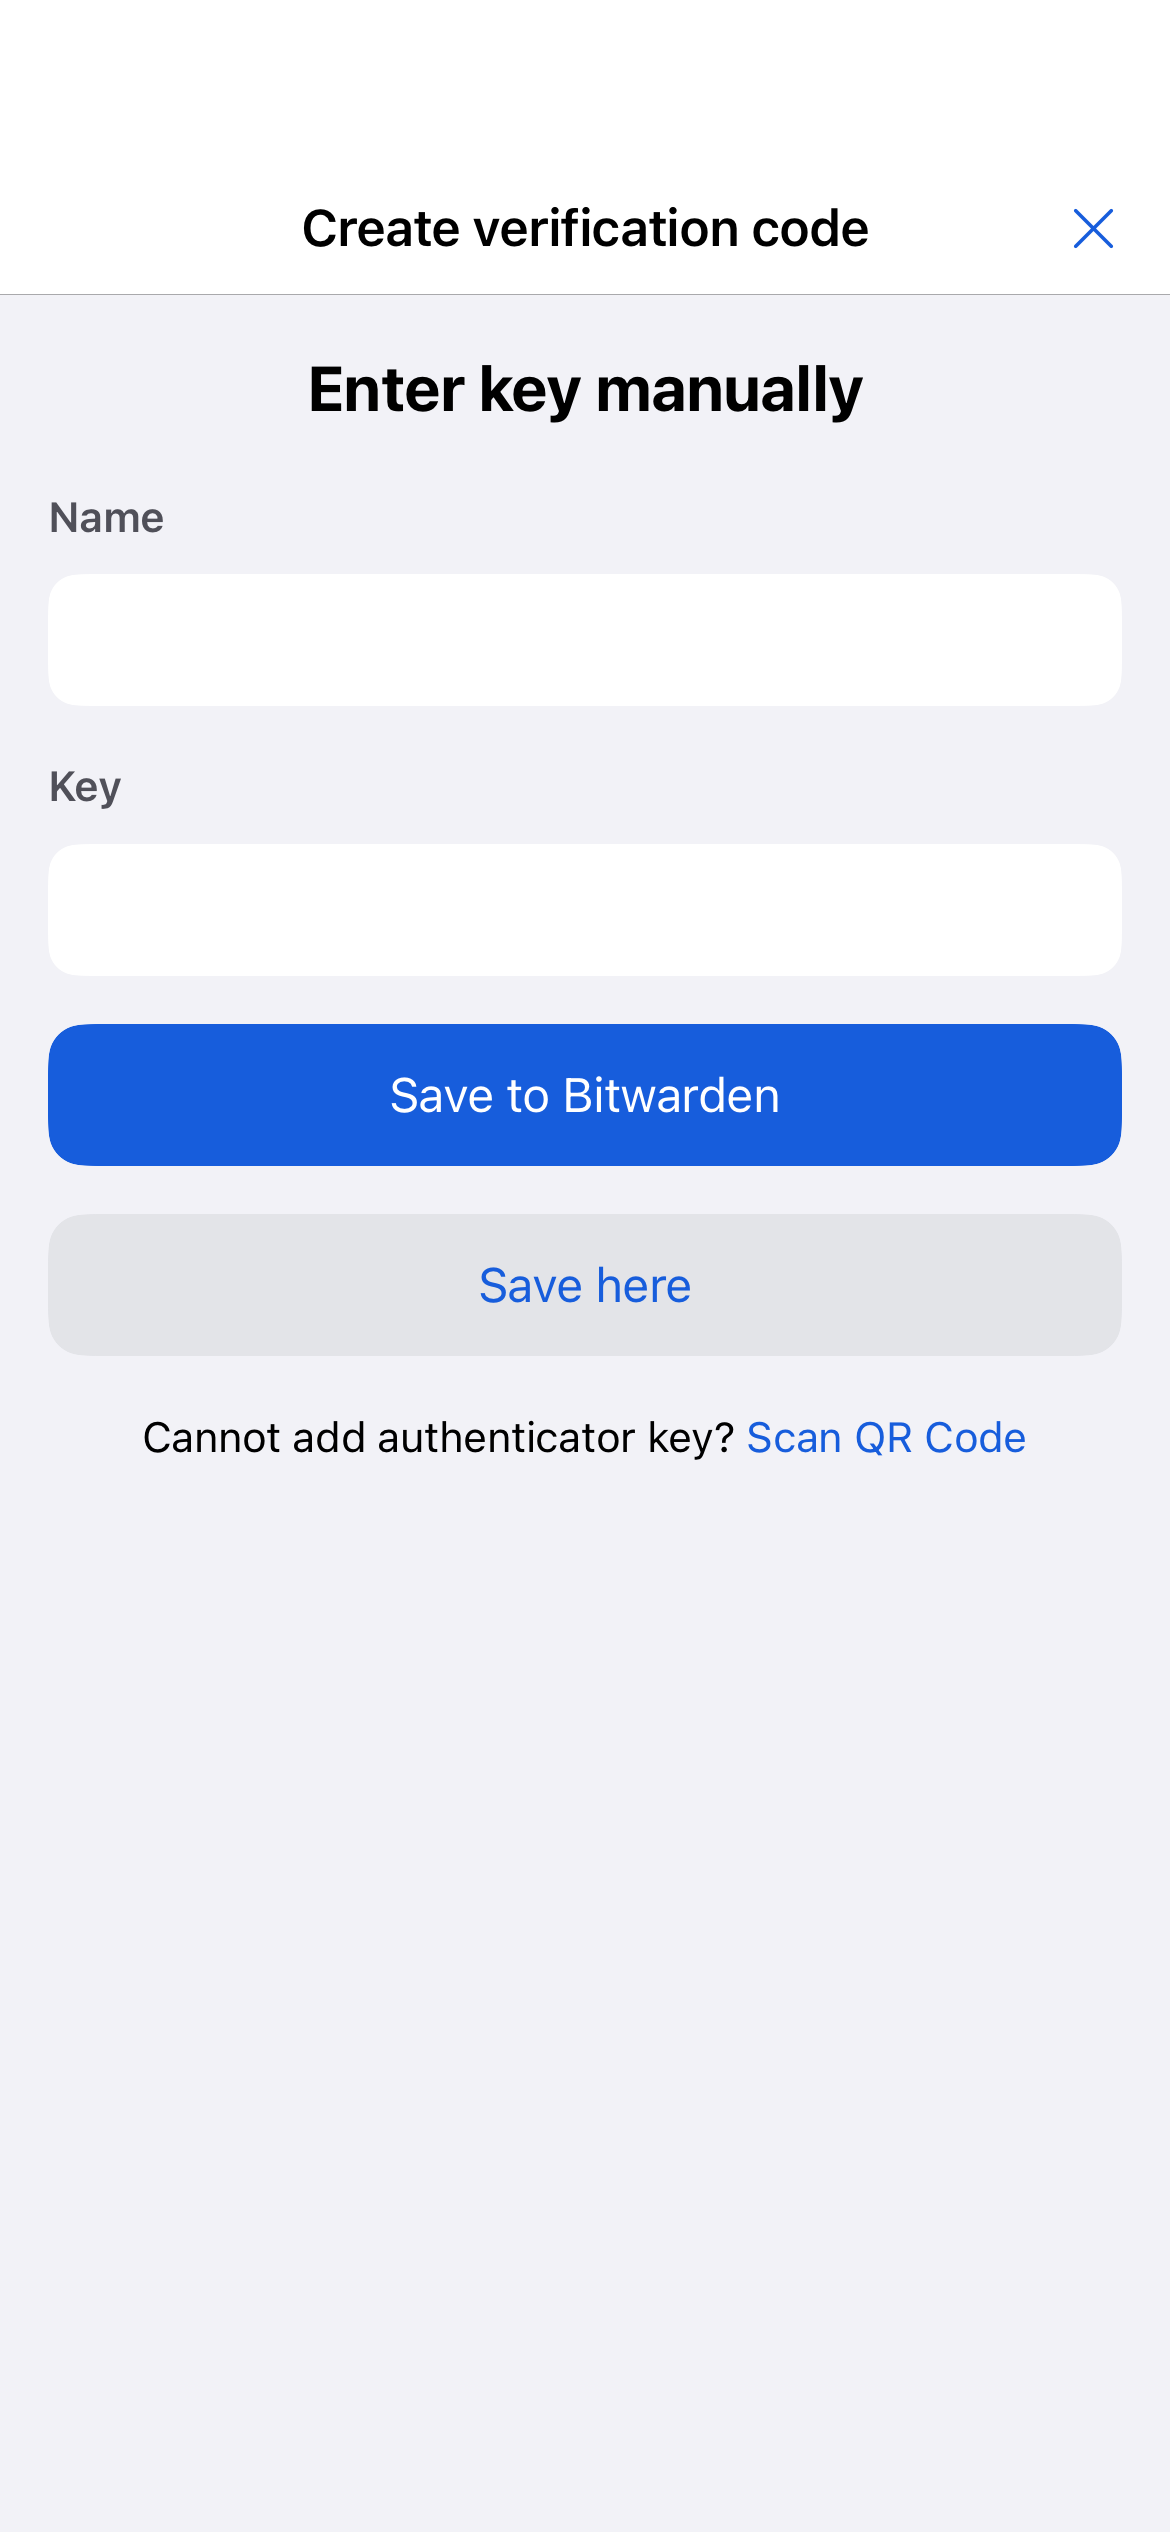 Create verification code
Enter key manually
Name
Key
Save to Bitwarden
Save here
Cannot add authenticator key? Scan QR Code